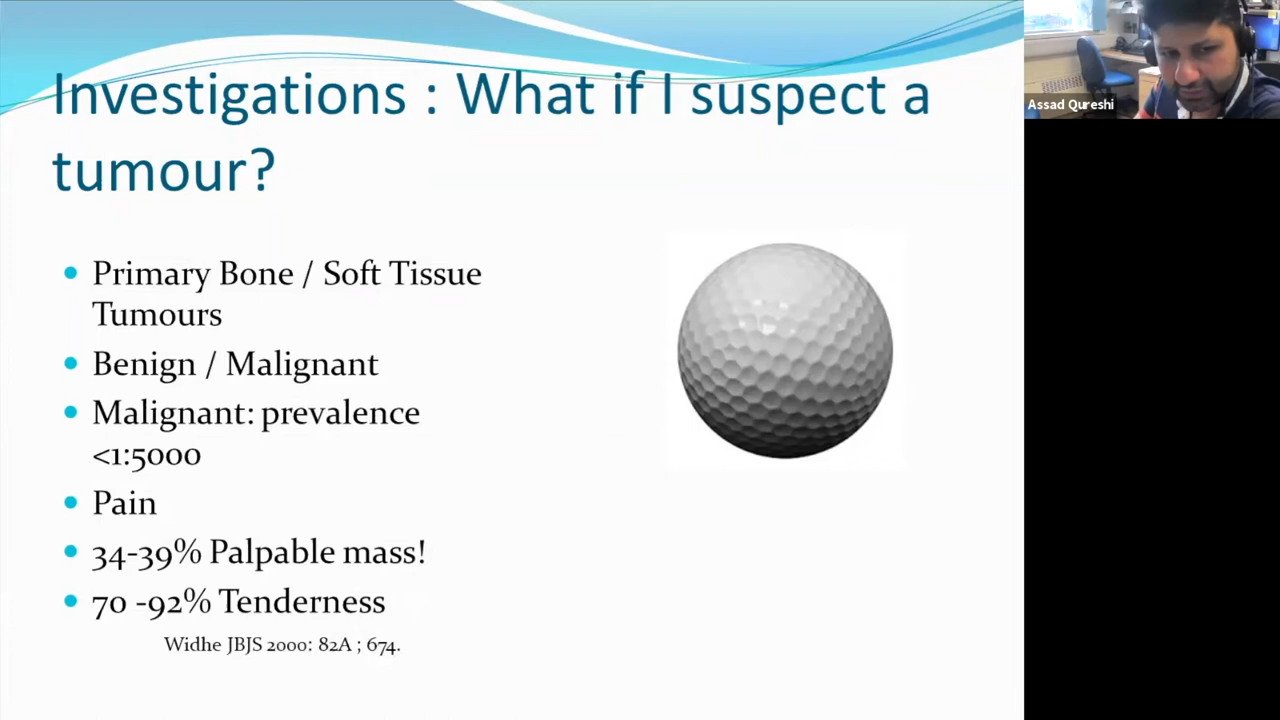 Investigations : What if I suspect a
tumour?
Primary Bone / Soft Tissue
Tumours
Benign / Malignant
Malignant: prevalence
<1:5000
Pain
34-39% Palpable mass!
70 -92% Tenderness
Widhe JBJS 2000: 82A ; 674.
Assad Qureshi